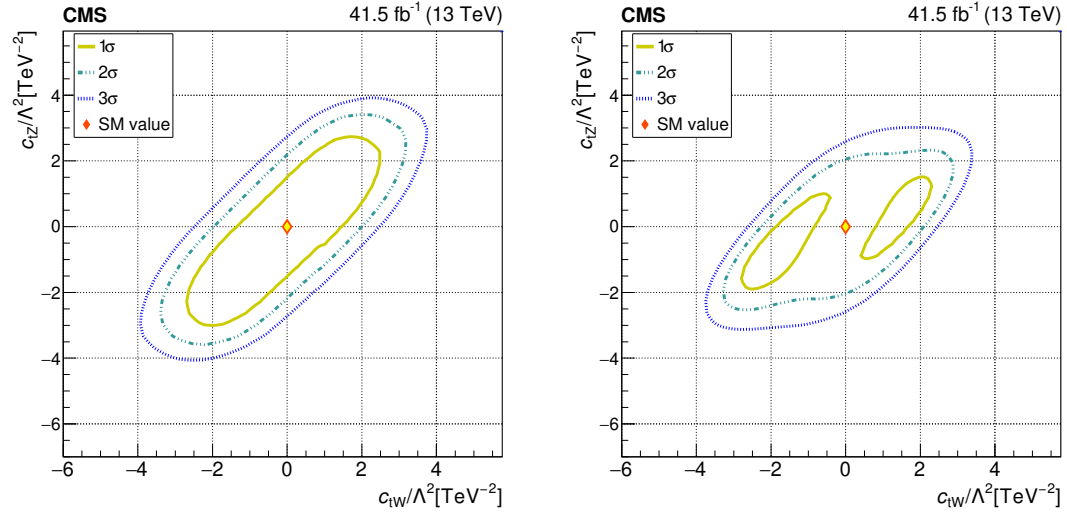 CMS 41.5 fb⁻¹ (13 TeV)
c_tZ/Λ²[TeV⁻²]
1σ
2σ
3σ
SM value
4
2
0
−2
−4
−6
−6 −4 −2 0 2 4
c_tW/Λ²[TeV⁻²]
CMS 41.5 fb⁻¹ (13 TeV)
c_tZ/Λ²[TeV⁻²]
1σ
2σ
3σ
SM value
4
2
0
−2
−4
−6
−6 −4 −2 0 2 4
c_tW/Λ²[TeV⁻²]